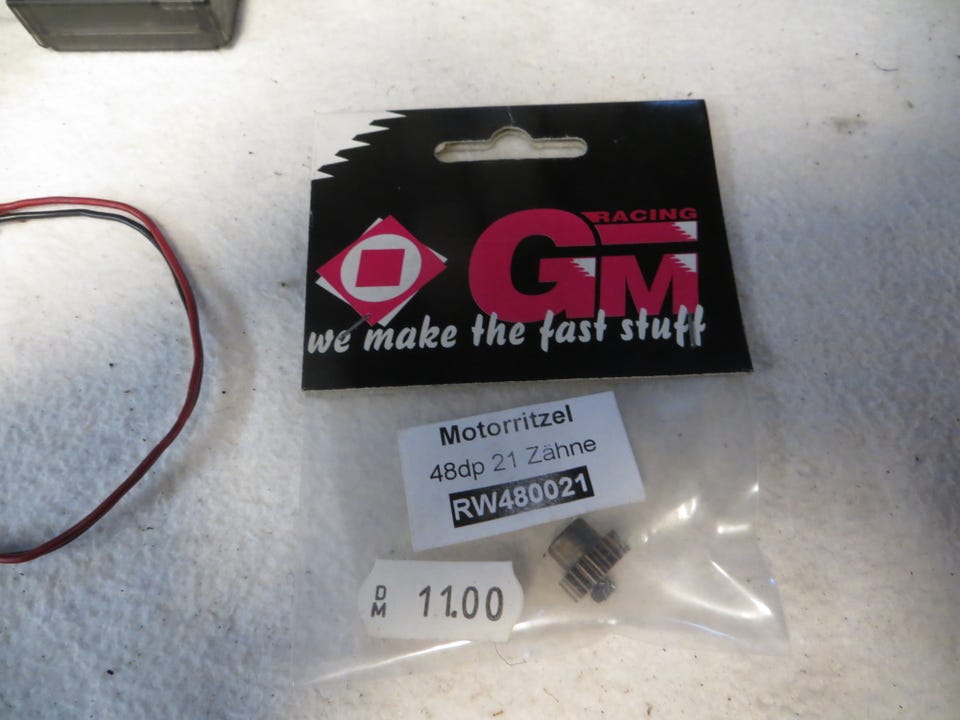 RACING
GM
we make the fast stuff
Motorritzel
48dp 21 Zähne
RW480021
DM 11.00